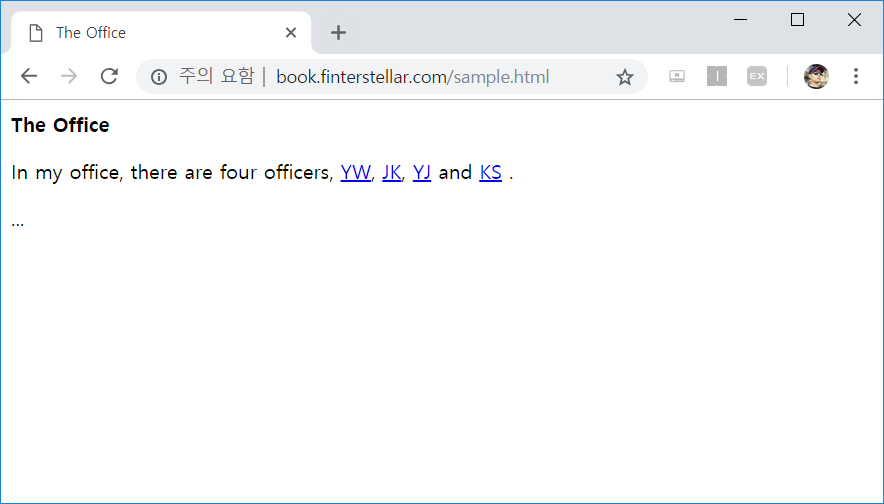 The Office
주의 요함 | book.finterstellar.com/sample.html
EX
The Office
In my office, there are four officers, YW, JK, YJ and KS .
...